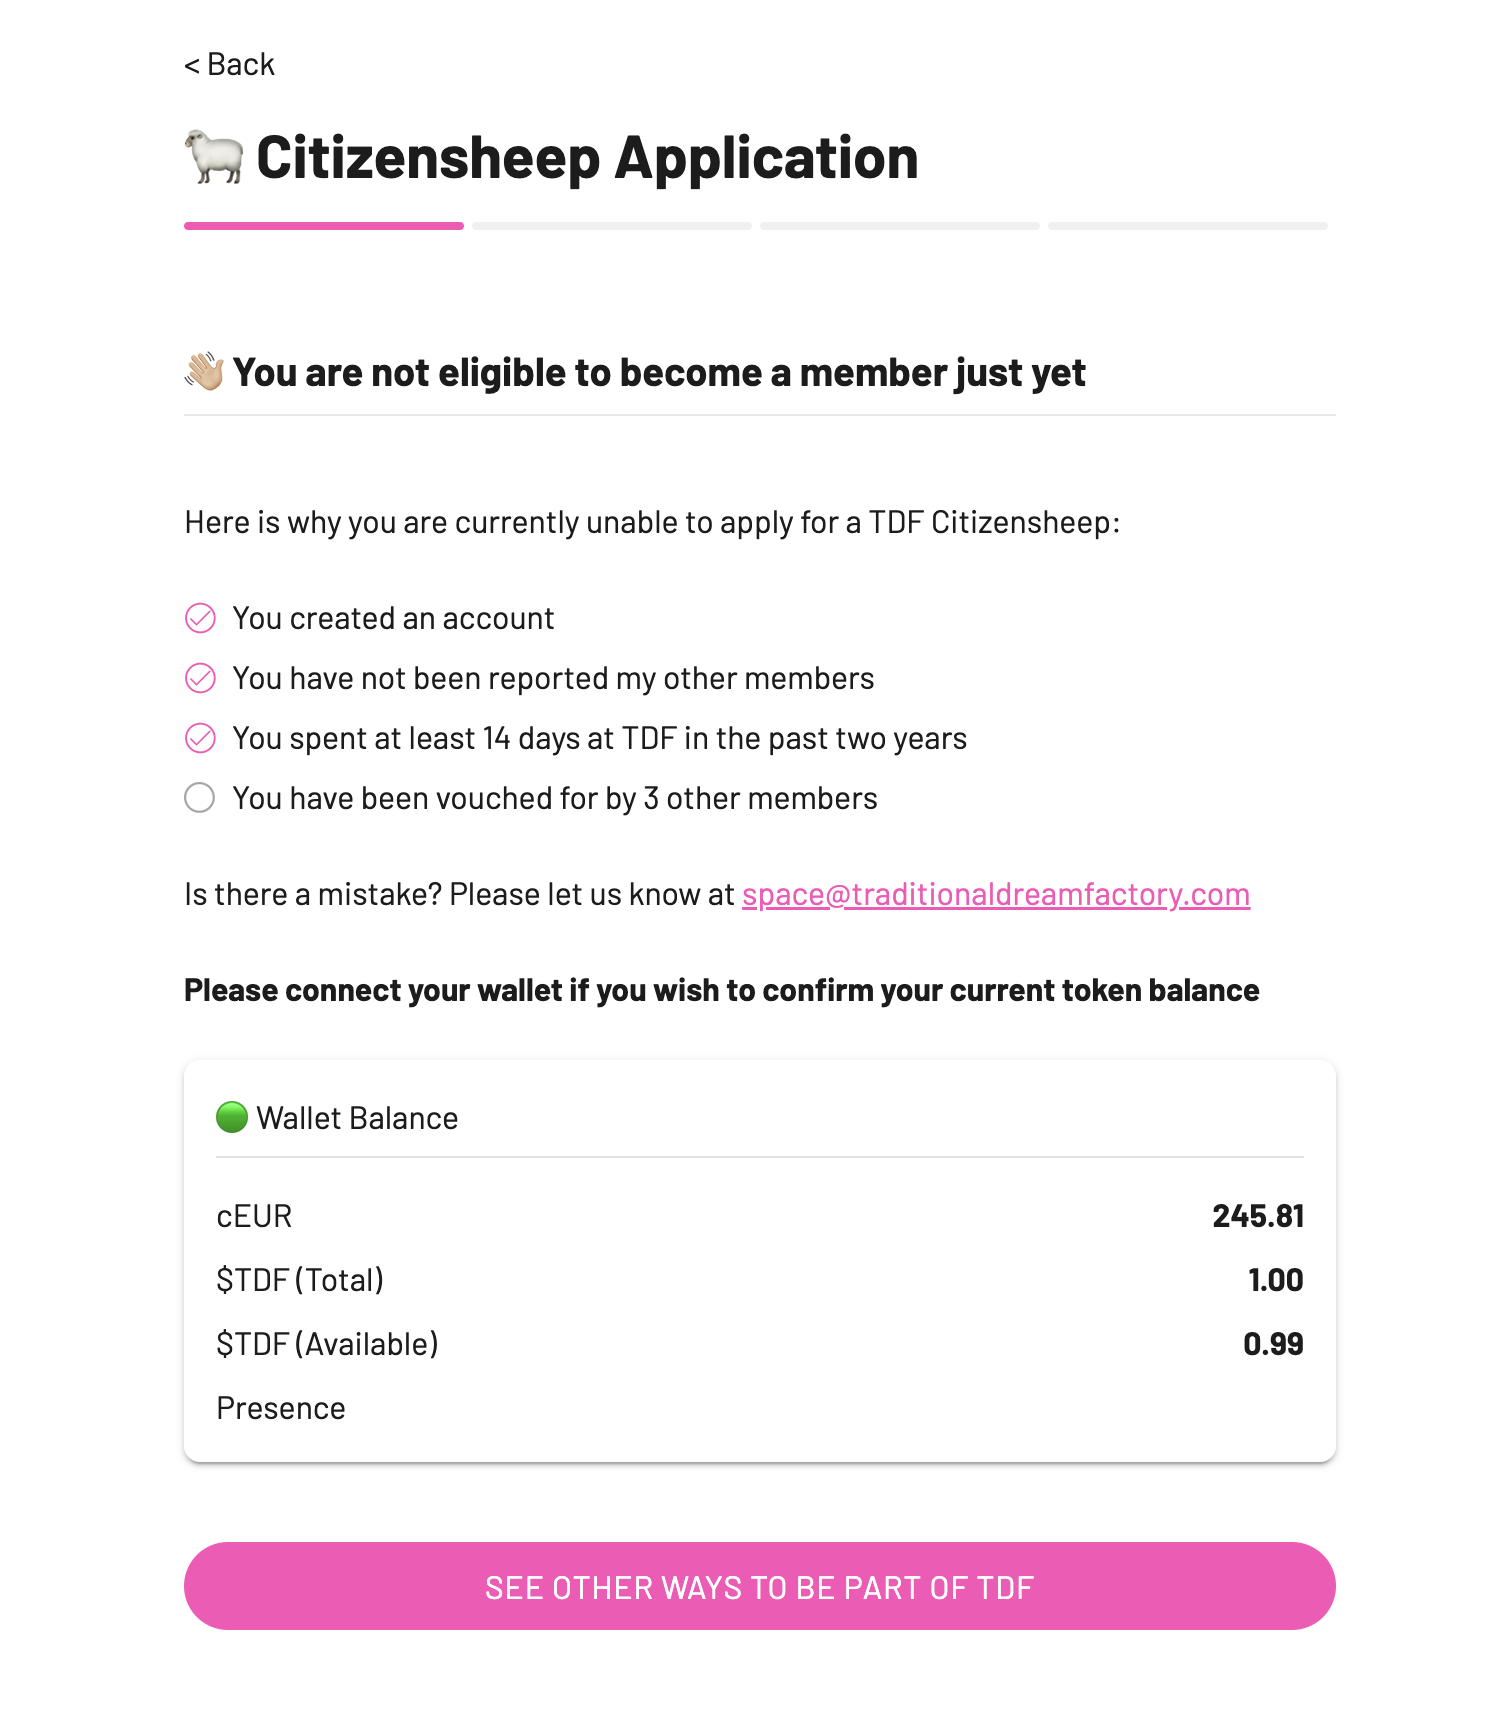 < Back
Citizensheep Application
You are not eligible to become a member just yet
Here is why you are currently unable to apply for a TDF Citizensheep:
You created an account
You have not been reported my other members
You spent at least 14 days at TDF in the past two years
You have been vouched for by 3 other members
Is there a mistake? Please let us know at space@traditionaldreamfactory.com
Please connect your wallet if you wish to confirm your current token balance
Wallet Balance
cEUR 245.81
$TDF (Total) 1.00
$TDF (Available) 0.99
Presence
SEE OTHER WAYS TO BE PART OF TDF